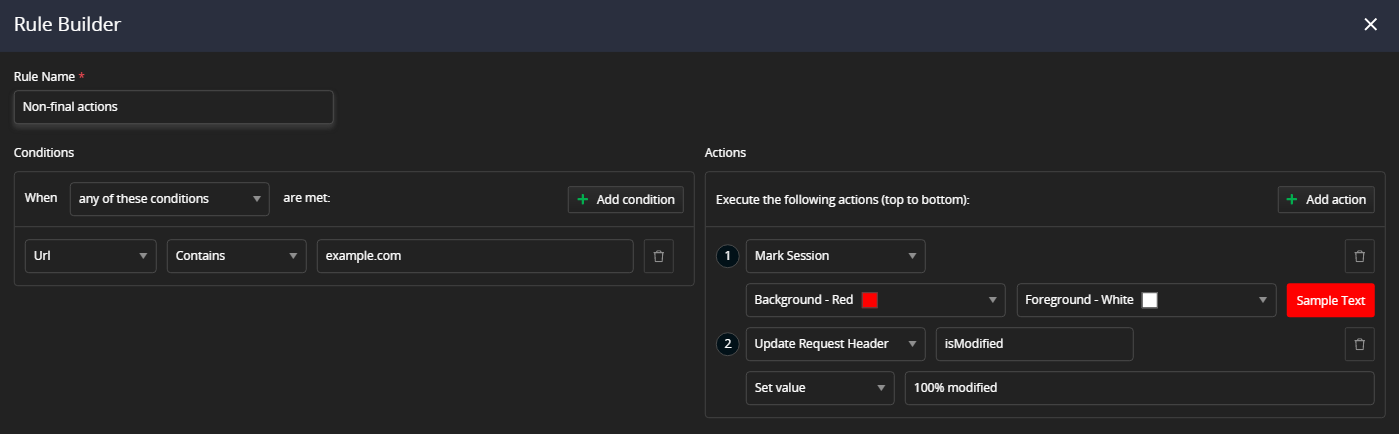 Rule Builder
Rule Name *
Non-final actions
Conditions
When any of these conditions are met: + Add condition
Url Contains example.com
Actions
Execute the following actions (top to bottom): + Add action
1 Mark Session
Background - Red Foreground - White Sample Text
2 Update Request Header isModified
Set value 100% modified